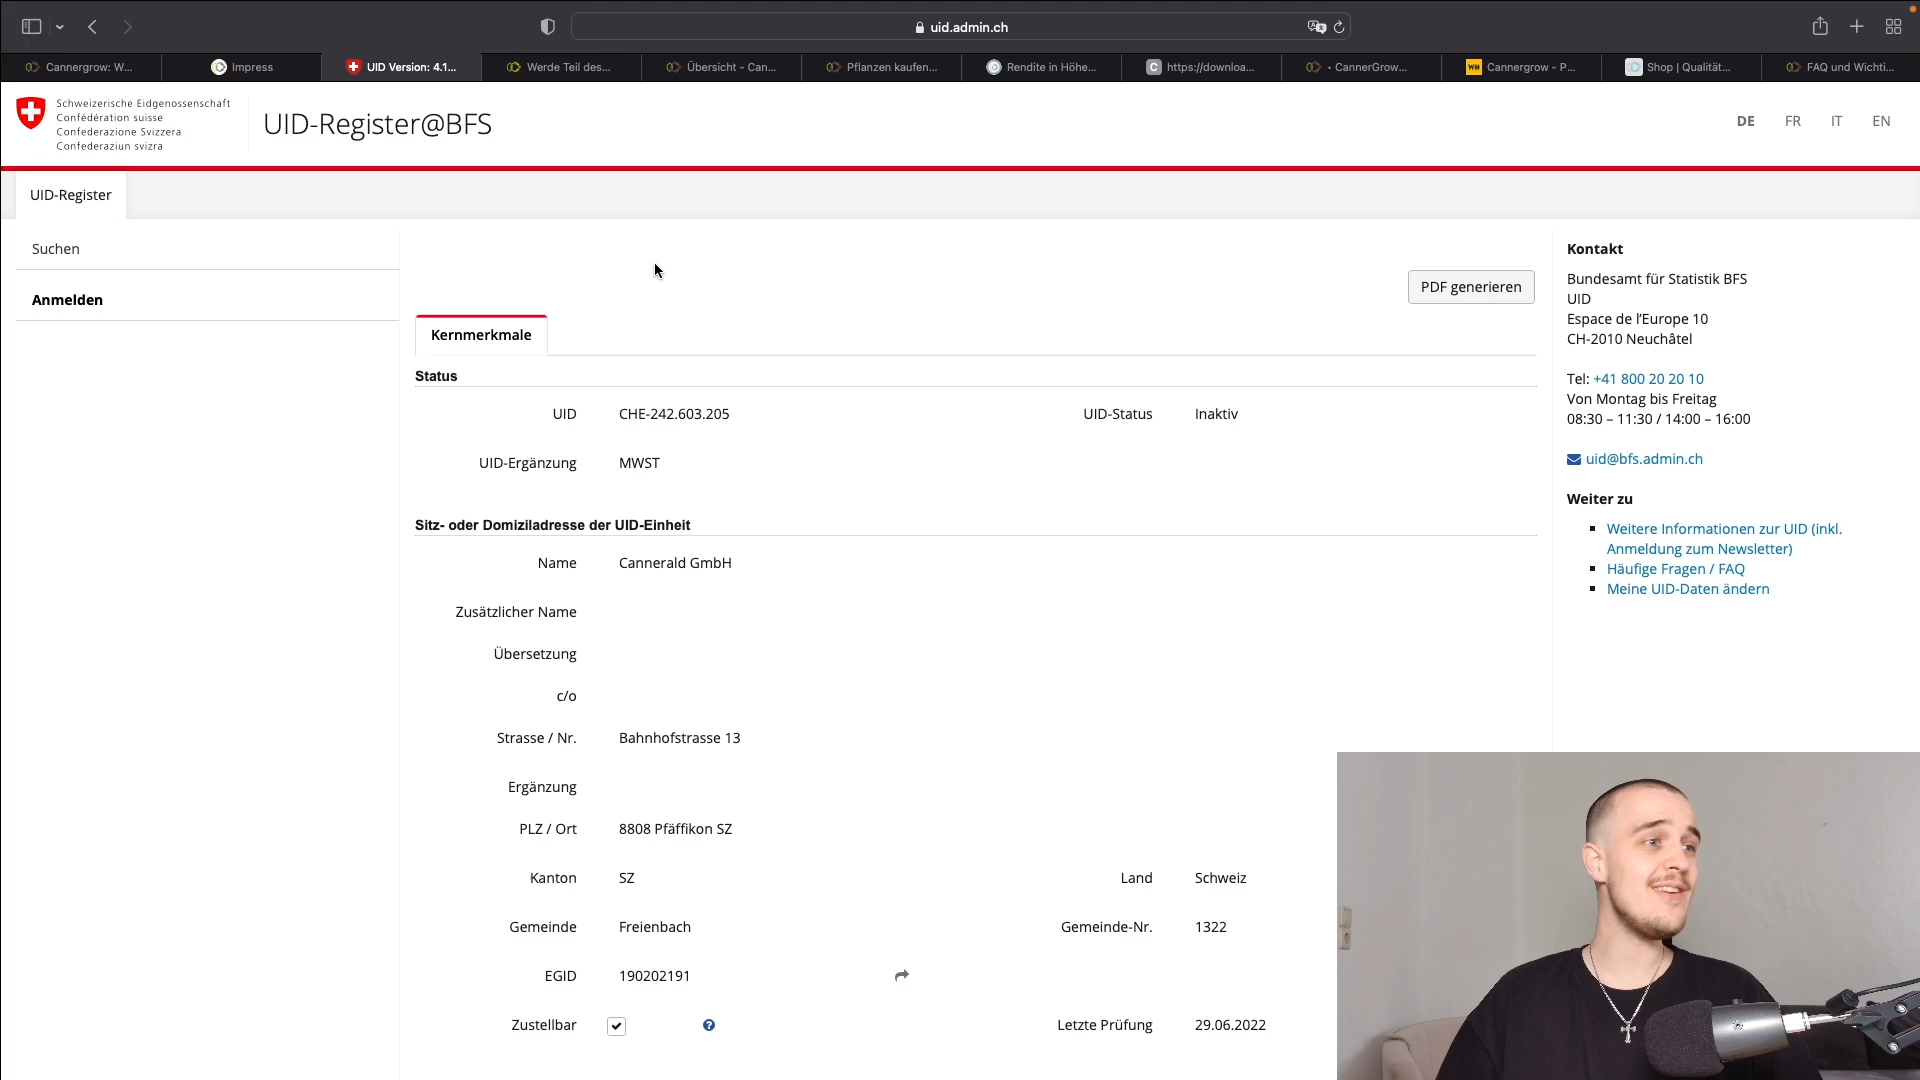 uid.admin.ch
Cannergrow: W...
Impress
UID Version: 4.1...
Werde Teil des...
Übersicht - Can...
Pflanzen kaufen...
Rendite in Höhe...
https://downloa...
• CannerGrow...
Cannergrow - P...
Shop | Qualität...
FAQ und Wichti...
Schweizerische Eidgenossenschaft
Confédération suisse
Confederazione Svizzera
Confederaziun svizra
UID-Register@BFS
DE FR IT EN
UID-Register
Suchen
Anmelden
PDF generieren
Kernmerkmale
Status
UID CHE-242.603.205 UID-Status Inaktiv
UID-Ergänzung MWST
Sitz- oder Domiziladresse der UID-Einheit
Name Cannerald GmbH
Zusätzlicher Name
Übersetzung
c/o
Strasse / Nr. Bahnhofstrasse 13
Ergänzung
PLZ / Ort 8808 Pfäffikon SZ
Kanton SZ Land Schweiz
Gemeinde Freienbach Gemeinde-Nr. 1322
EGID 190202191
Zustellbar Letzte Prüfung 29.06.2022
Kontakt
Bundesamt für Statistik BFS
UID
Espace de l'Europe 10
CH-2010 Neuchâtel
Tel: +41 800 20 20 10
Von Montag bis Freitag
08:30 – 11:30 / 14:00 – 16:00
uid@bfs.admin.ch
Weiter zu
Weitere Informationen zur UID (inkl.
Anmeldung zum Newsletter)
Häufige Fragen / FAQ
Meine UID-Daten ändern